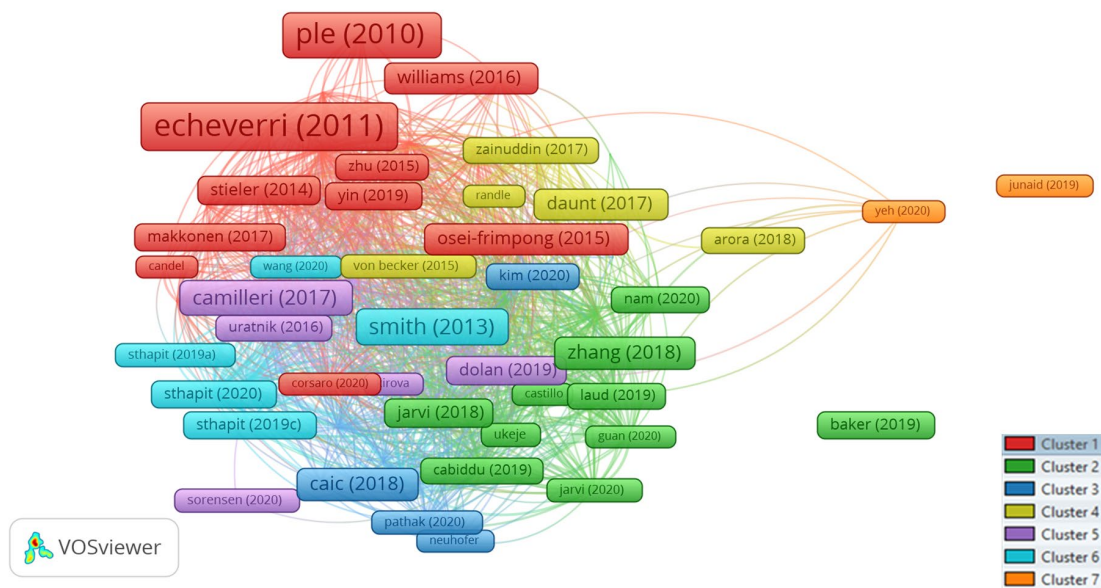 ple (2010)
williams (2016)
echeverri (2011)
zainuddin (2017)
zhu (2015)
junaid (2019)
stieler (2014)
yin (2019)
randle
daunt (2017)
yeh (2020)
makkonen (2017)
osei-frimpong (2015)
arora (2018)
candel
wang (2020)
von becker (2015)
kim (2020)
camilleri (2017)
nam (2020)
uratnik (2016)
smith (2013)
sthapit (2019a)
zhang (2018)
dolan (2019)
corsaro (2020)
irova
sthapit (2020)
castillo
laud (2019)
jarvi (2018)
sthapit (2019c)
baker (2019)
ukeje
guan (2020)
cabiddu (2019)
caic (2018)
jarvi (2020)
sorensen (2020)
pathak (2020)
neuhofer
VOSviewer
Cluster 1
Cluster 2
Cluster 3
Cluster 4
Cluster 5
Cluster 6
Cluster 7